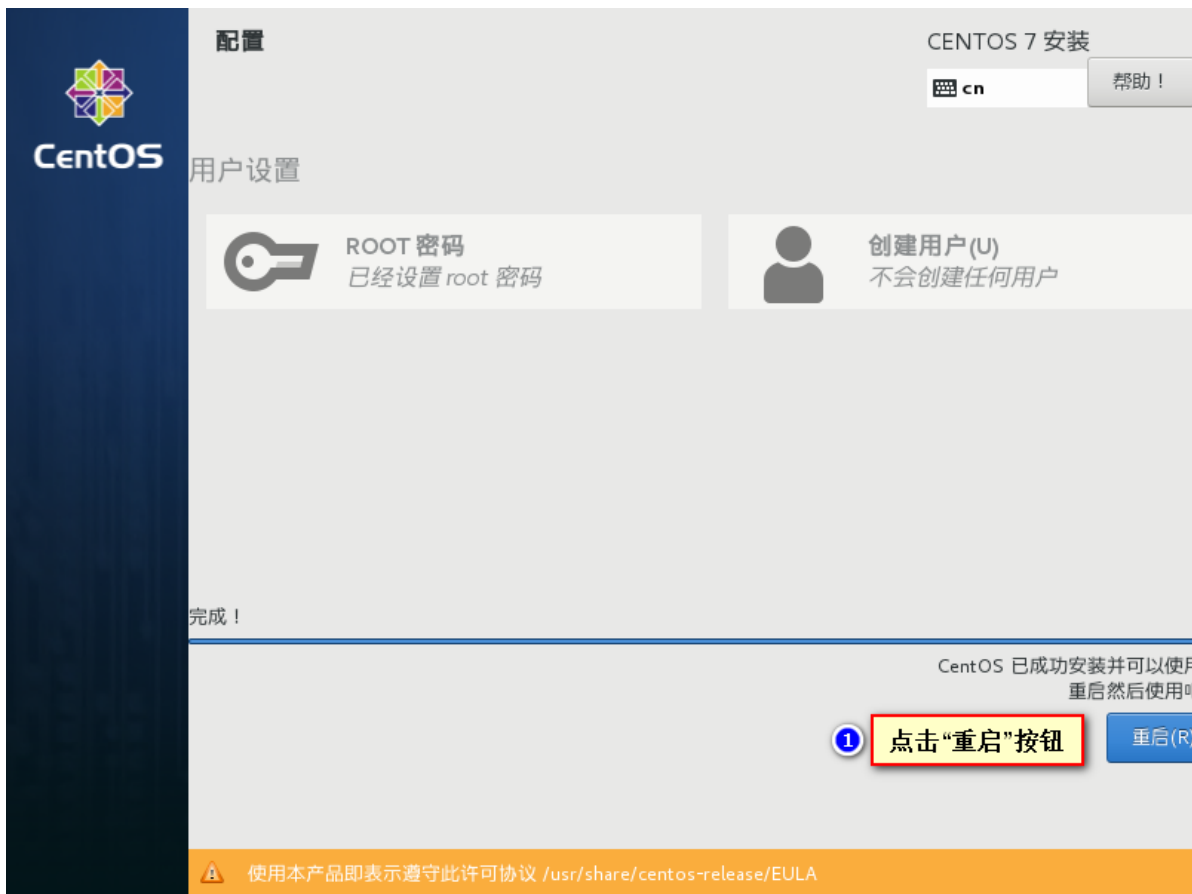 配置
CENTOS 7 安装
cn
帮助！
CentOS
用户设置
ROOT 密码
已经设置 root 密码
创建用户(U)
不会创建任何用户
完成！
CentOS 已成功安装并可以使用
重启然后使用
1
点击“重启”按钮
重启(R)
使用本产品即表示遵守此许可协议 /usr/share/centos-release/EULA